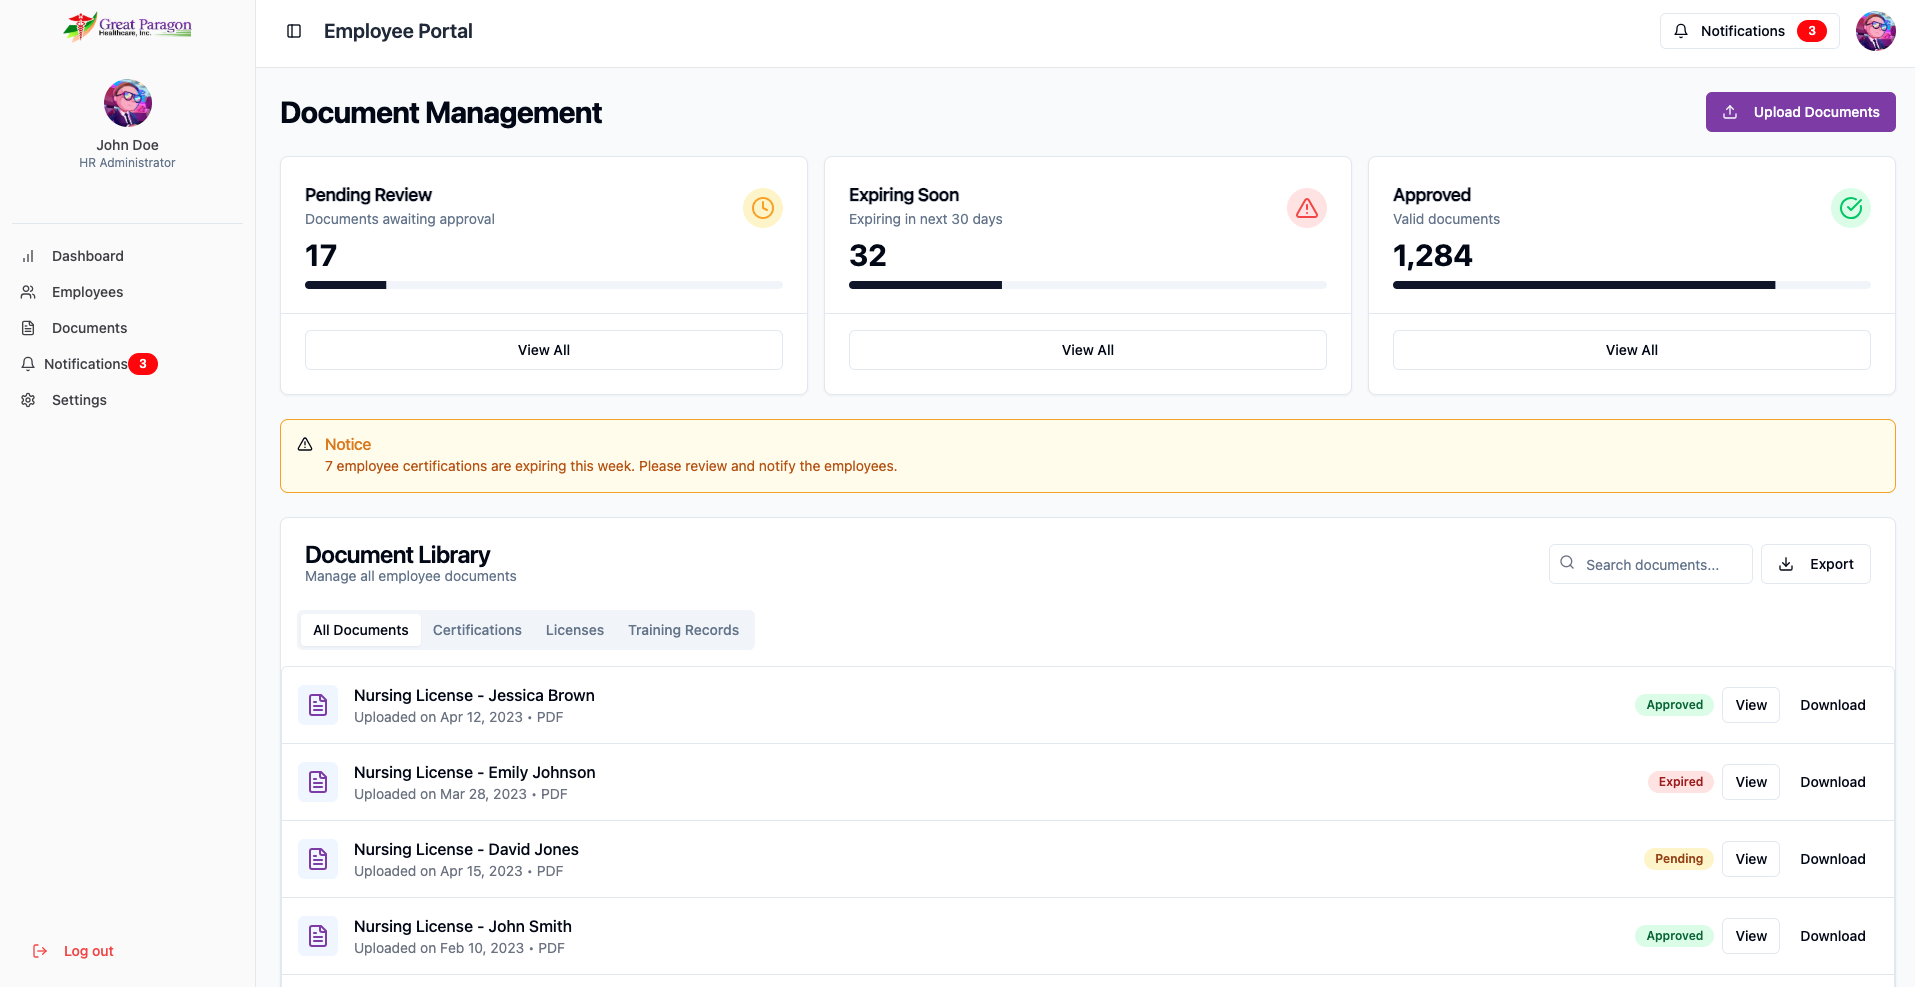 Great Paragon
Healthcare, Inc.
John Doe
HR Administrator
Dashboard
Employees
Documents
Notifications 3
Settings
Log out
Employee Portal
Notifications 3
Document Management
Upload Documents
Pending Review
Documents awaiting approval
17
View All
Expiring Soon
Expiring in next 30 days
32
View All
Approved
Valid documents
1,284
View All
Notice
7 employee certifications are expiring this week. Please review and notify the employees.
Document Library
Manage all employee documents
Search documents...
Export
All Documents Certifications Licenses Training Records
Nursing License - Jessica Brown
Uploaded on Apr 12, 2023 • PDF
Approved View Download
Nursing License - Emily Johnson
Uploaded on Mar 28, 2023 • PDF
Expired View Download
Nursing License - David Jones
Uploaded on Apr 15, 2023 • PDF
Pending View Download
Nursing License - John Smith
Uploaded on Feb 10, 2023 • PDF
Approved View Download